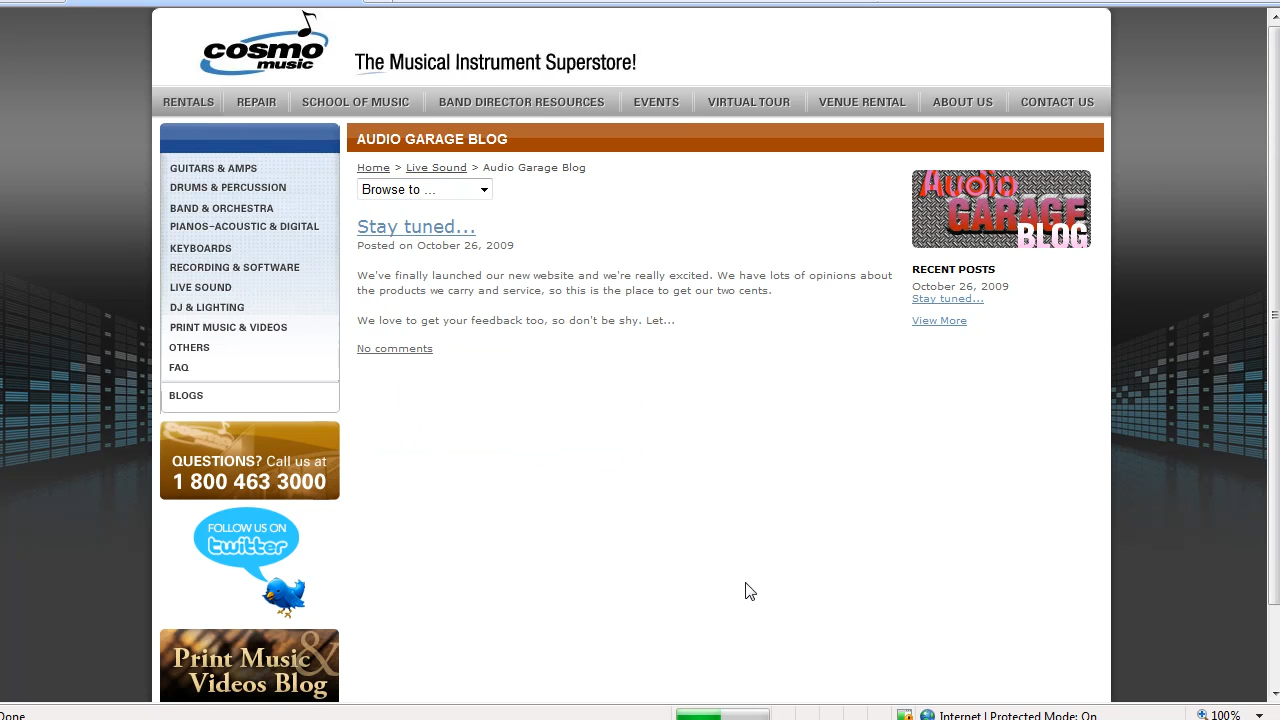 cosmo
music
The Musical Instrument Superstore!
RENTALS REPAIR SCHOOL OF MUSIC BAND DIRECTOR RESOURCES EVENTS VIRTUAL TOUR VENUE RENTAL ABOUT US CONTACT US
GUITARS & AMPS
DRUMS & PERCUSSION
BAND & ORCHESTRA
PIANOS-ACOUSTIC & DIGITAL
KEYBOARDS
RECORDING & SOFTWARE
LIVE SOUND
DJ & LIGHTING
PRINT MUSIC & VIDEOS
OTHERS
FAQ
BLOGS
QUESTIONS? Call us at
1 800 463 3000
FOLLOW US ON
twitter
Print Music &
Videos Blog
AUDIO GARAGE BLOG
Home > Live Sound > Audio Garage Blog
Browse to ...
Stay tuned...
Posted on October 26, 2009
We've finally launched our new website and we're really excited. We have lots of opinions about
the products we carry and service, so this is the place to get our two cents.
We love to get your feedback too, so don't be shy. Let...
No comments
Audio
GARAGE
BLOG
RECENT POSTS
October 26, 2009
Stay tuned...
View More
Done
Internet | Protected Mode: On
100%